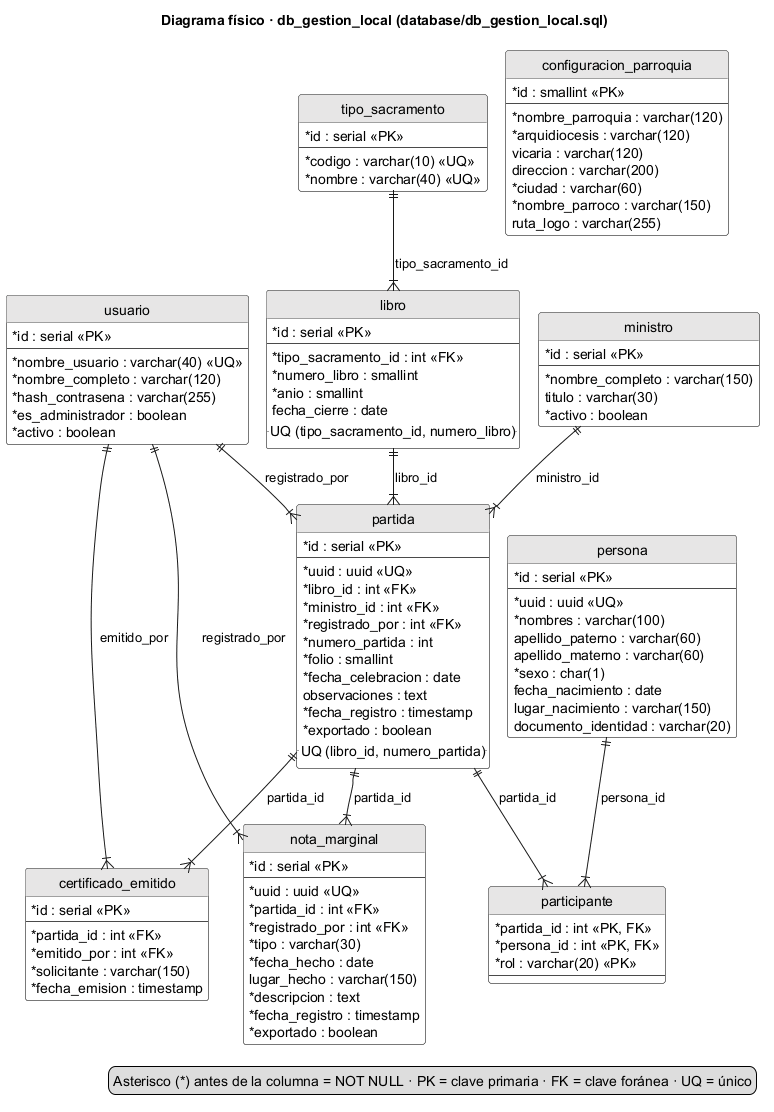 Diagrama físico · db_gestion_local (database/db_gestion_local.sql)
configuracion_parroquia
*id : smallint «PK»
*nombre_parroquia : varchar(120)
*arquidiocesis : varchar(120)
vicaria : varchar(120)
direccion : varchar(200)
*ciudad : varchar(60)
*nombre_parroco : varchar(150)
ruta_logo : varchar(255)
tipo_sacramento
*id : serial «PK»
*codigo : varchar(10) «UQ»
*nombre : varchar(40) «UQ»
tipo_sacramento_id
usuario
*id : serial «PK»
*nombre_usuario : varchar(40) «UQ»
*nombre_completo : varchar(120)
*hash_contrasena : varchar(255)
*es_administrador : boolean
*activo : boolean
libro
*id : serial «PK»
*tipo_sacramento_id : int «FK»
*numero_libro : smallint
*anio : smallint
fecha_cierre : date
UQ (tipo_sacramento_id, numero_libro)
ministro
*id : serial «PK»
*nombre_completo : varchar(150)
titulo : varchar(30)
*activo : boolean
registrado_por
libro_id
ministro_id
partida
*id : serial «PK»
*uuid : uuid «UQ»
*libro_id : int «FK»
*ministro_id : int «FK»
*registrado_por : int «FK»
*numero_partida : int
*folio : smallint
*fecha_celebracion : date
observaciones : text
*fecha_registro : timestamp
*exportado : boolean
UQ (libro_id, numero_partida)
persona
*id : serial «PK»
*uuid : uuid «UQ»
*nombres : varchar(100)
apellido_paterno : varchar(60)
apellido_materno : varchar(60)
*sexo : char(1)
fecha_nacimiento : date
lugar_nacimiento : varchar(150)
documento_identidad : varchar(20)
emitido_por
registrado_por
partida_id
partida_id
partida_id
persona_id
certificado_emitido
*id : serial «PK»
*partida_id : int «FK»
*emitido_por : int «FK»
*solicitante : varchar(150)
*fecha_emision : timestamp
nota_marginal
*id : serial «PK»
*uuid : uuid «UQ»
*partida_id : int «FK»
*registrado_por : int «FK»
*tipo : varchar(30)
*fecha_hecho : date
lugar_hecho : varchar(150)
*descripcion : text
*fecha_registro : timestamp
*exportado : boolean
participante
*partida_id : int «PK, FK»
*persona_id : int «PK, FK»
*rol : varchar(20) «PK»
Asterisco (*) antes de la columna = NOT NULL · PK = clave primaria · FK = clave foránea · UQ = único